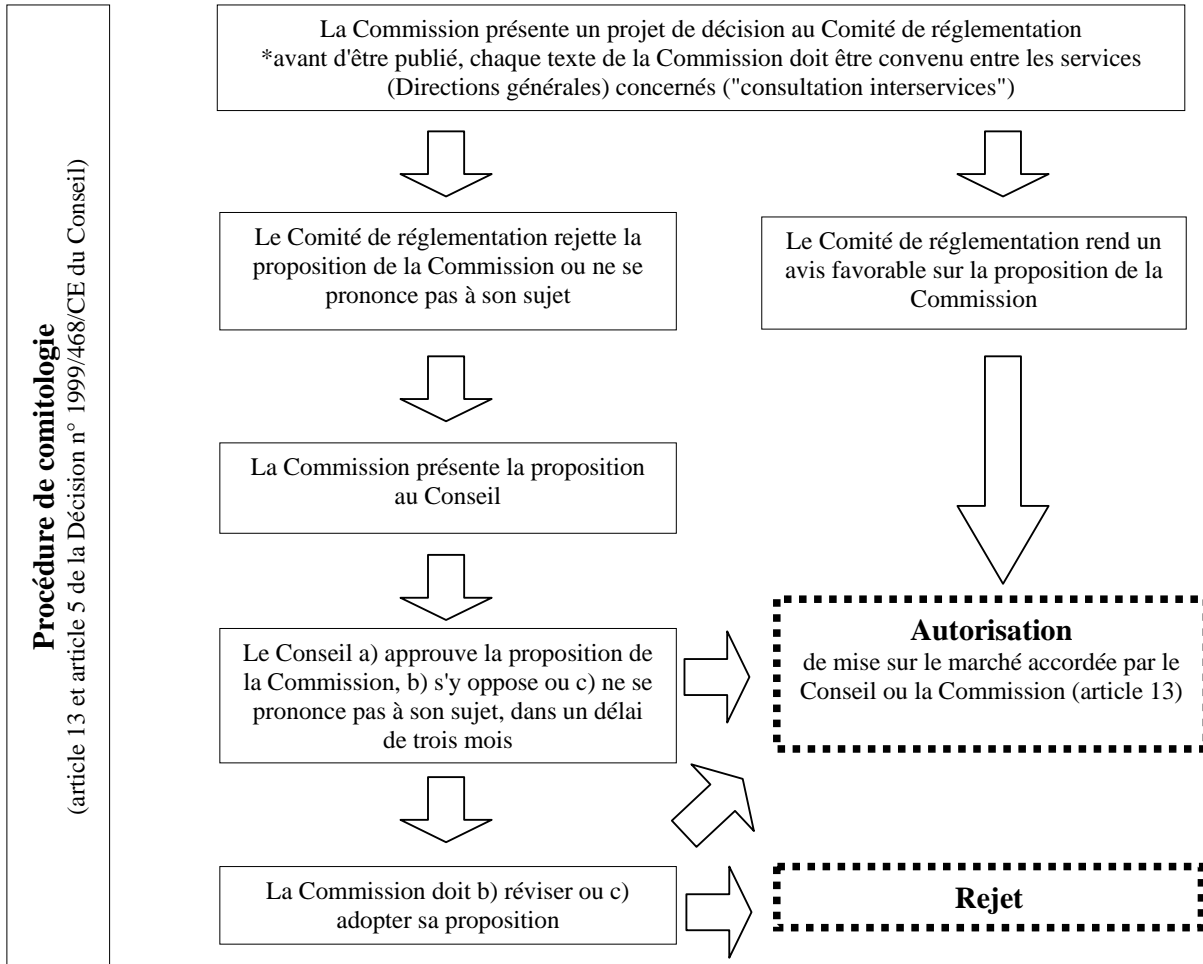 Procédure de comitologie
(article 13 et article 5 de la Décision n° 1999/468/CE du Conseil)
La Commission présente un projet de décision au Comité de réglementation
*avant d'être publié, chaque texte de la Commission doit être convenu entre les services
(Directions générales) concernés ("consultation interservices")
Le Comité de réglementation rejette la
proposition de la Commission ou ne se
prononce pas à son sujet
Le Comité de réglementation rend un
avis favorable sur la proposition de la
Commission
La Commission présente la proposition
au Conseil
Le Conseil a) approuve la proposition de
la Commission, b) s'y oppose ou c) ne se
prononce pas à son sujet, dans un délai
de trois mois
Autorisation
de mise sur le marché accordée par le
Conseil ou la Commission (article 13)
La Commission doit b) réviser ou c)
adopter sa proposition
Rejet